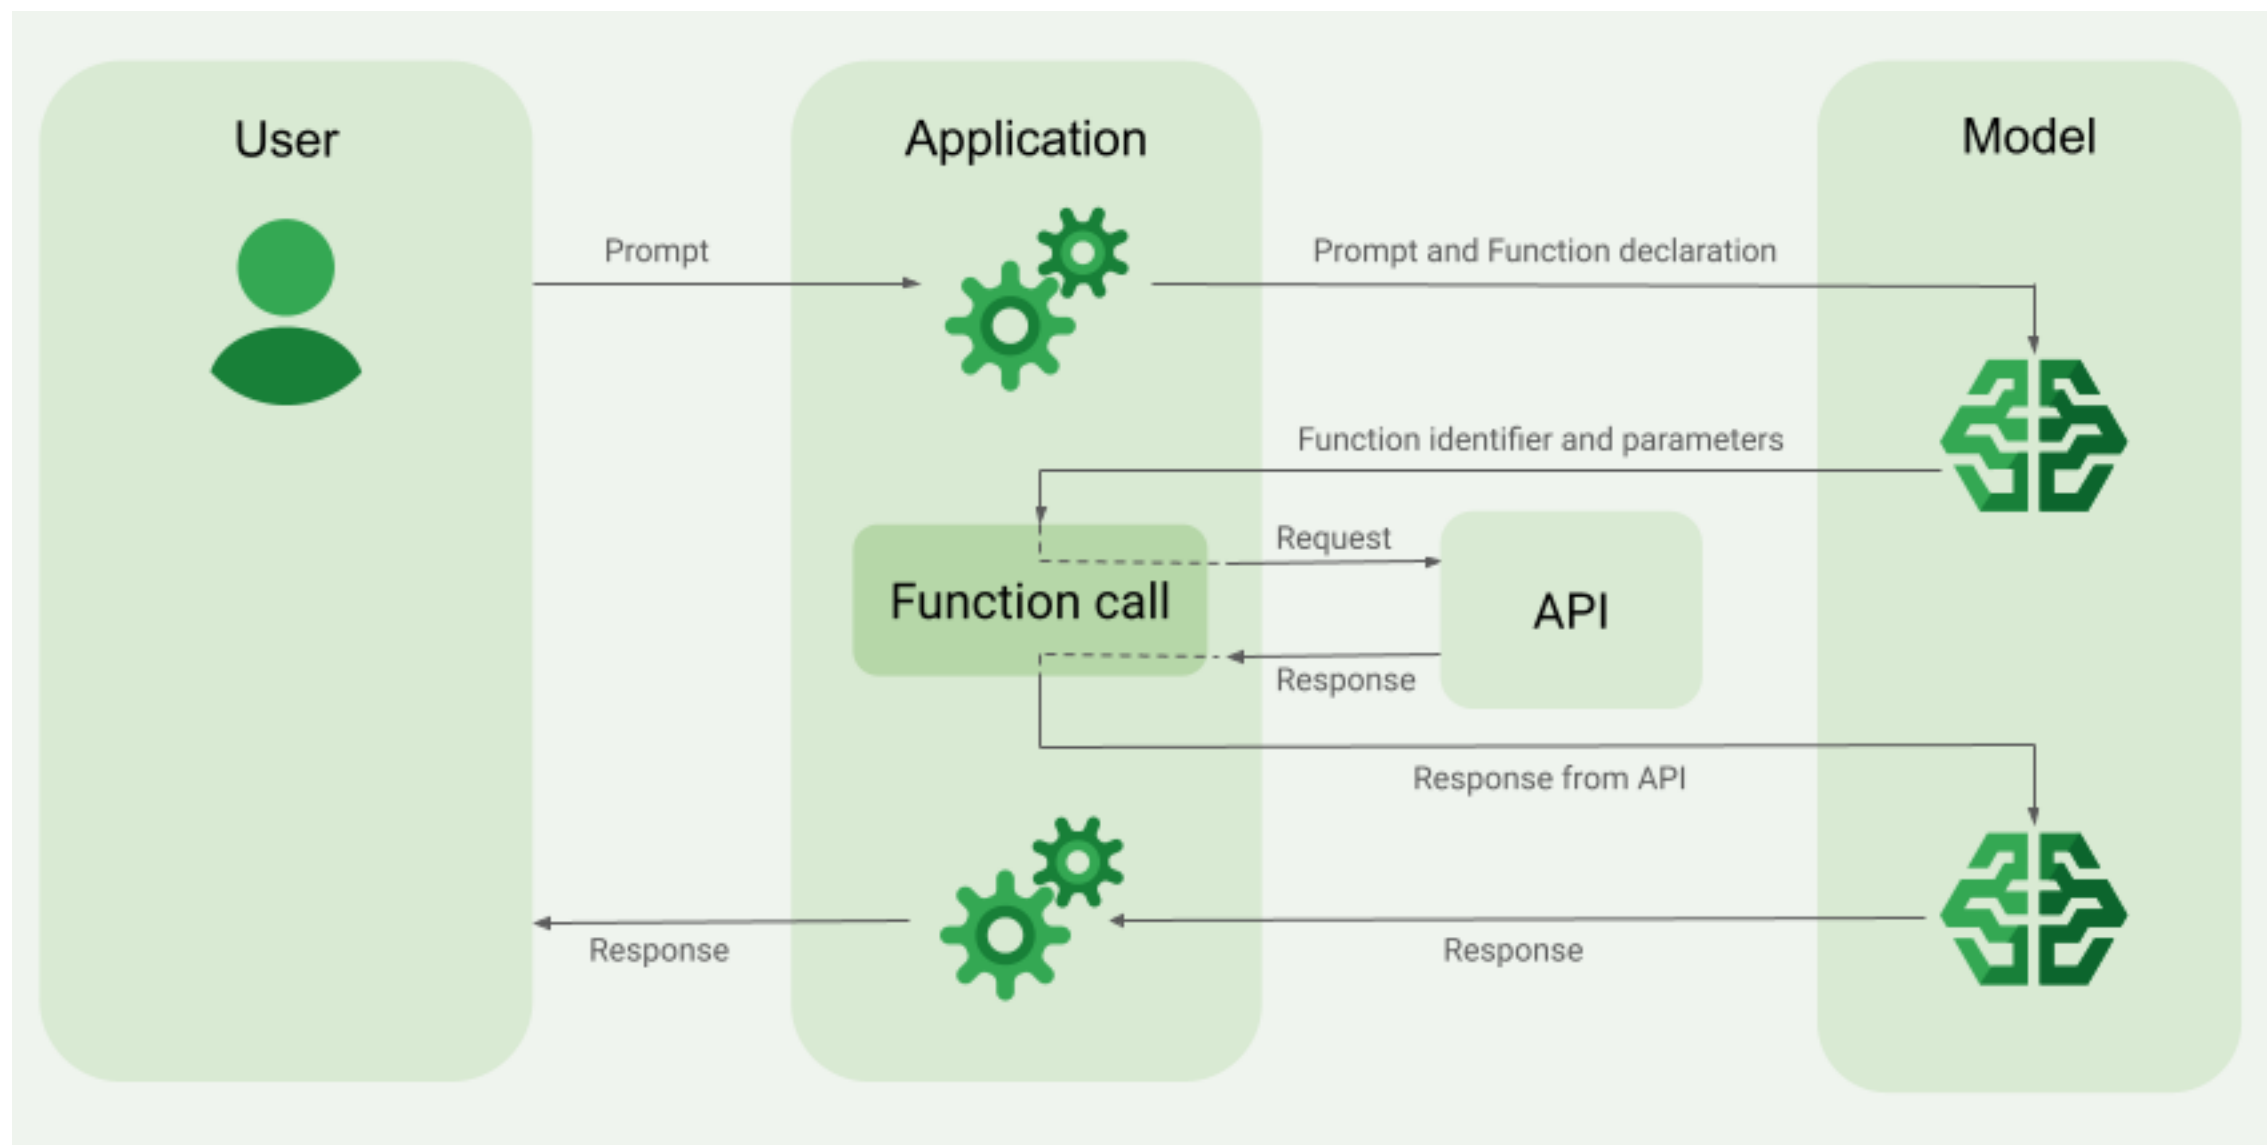 User
Application
Model
Prompt
Prompt and Function declaration
Function identifier and parameters
Request
Function call
API
Response
Response from API
Response
Response